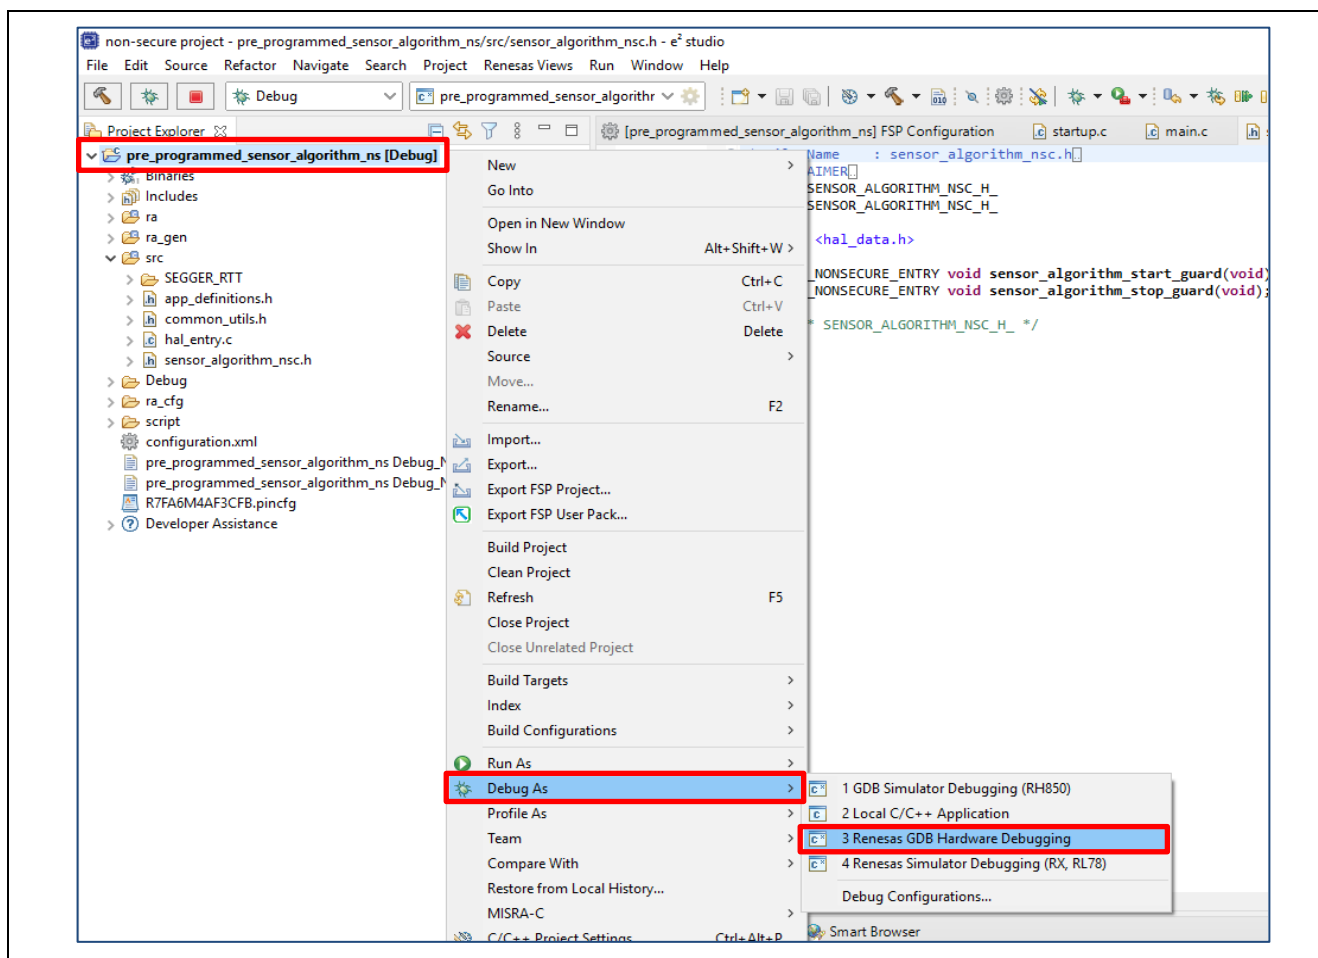 non-secure project - pre_programmed_sensor_algorithm_ns/src/sensor_algorithm_nsc.h - e² studio
File Edit Source Refactor Navigate Search Project Renesas Views Run Window Help
Debug
pre_programmed_sensor_algorithr
Project Explorer
[pre_programmed_sensor_algorithm_ns] FSP Configuration
startup.c
main.c
pre_programmed_sensor_algorithm_ns [Debug]
Binaries
Includes
ra
ra_gen
src
SEGGER_RTT
app_definitions.h
common_utils.h
hal_entry.c
sensor_algorithm_nsc.h
Debug
ra_cfg
script
configuration.xml
pre_programmed_sensor_algorithm_ns Debug_N
pre_programmed_sensor_algorithm_ns Debug_N
R7FA6M4AF3CFB.pincfg
Developer Assistance
New
Go Into
Open in New Window
Show In Alt+Shift+W >
Copy Ctrl+C
Paste Ctrl+V
Delete Delete
Source
Move...
Rename... F2
Import...
Export...
Export FSP Project...
Export FSP User Pack...
Build Project
Clean Project
Refresh F5
Close Project
Close Unrelated Project
Build Targets
Index
Build Configurations
Run As
Debug As
Profile As
Team
Compare With
Restore from Local History...
MISRA-C
C/C++ Project Settings Ctrl+Alt+P
Name : sensor_algorithm_nsc.h
AIMER
SENSOR_ALGORITHM_NSC_H_
SENSOR_ALGORITHM_NSC_H_
<hal_data.h>
_NONSECURE_ENTRY void sensor_algorithm_start_guard(void)
_NONSECURE_ENTRY void sensor_algorithm_stop_guard(void);
* SENSOR_ALGORITHM_NSC_H_ */
1 GDB Simulator Debugging (RH850)
2 Local C/C++ Application
3 Renesas GDB Hardware Debugging
4 Renesas Simulator Debugging (RX, RL78)
Debug Configurations...
Smart Browser